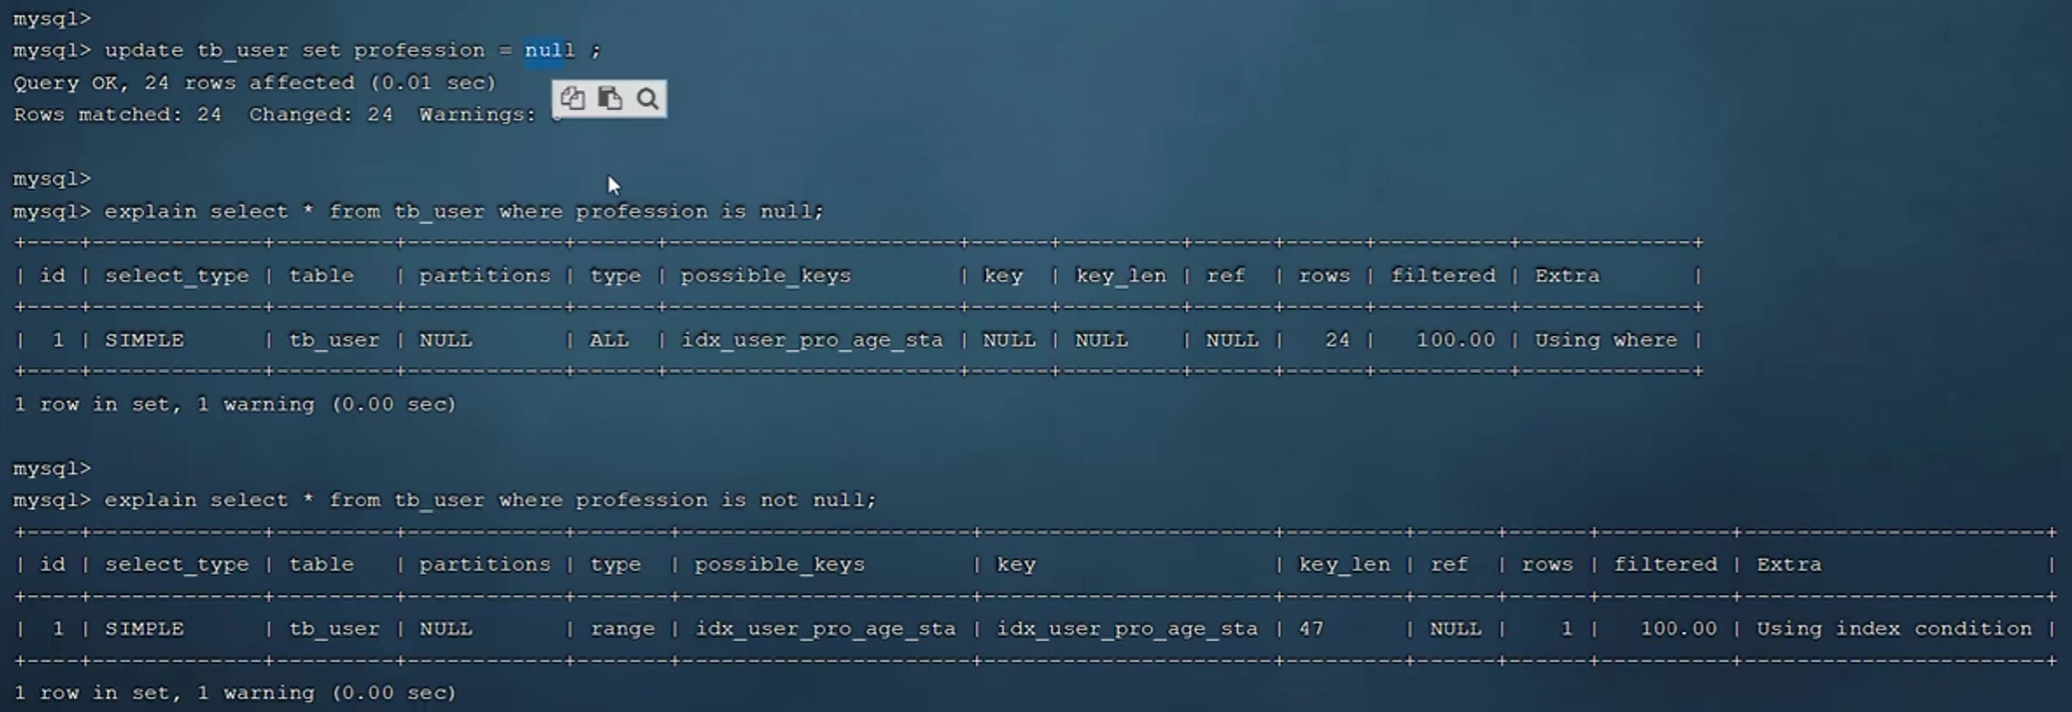 mysql>
mysql> update tb_user set profession = null ;
Query OK, 24 rows affected (0.01 sec)
Rows matched: 24  Changed: 24  Warnings:

mysql>
mysql> explain select * from tb_user where profession is null;
+----+-------------+---------+------------+------+----------------------+------+---------+------+------+----------+-------------+
| id | select_type | table   | partitions | type | possible_keys        | key  | key_len | ref  | rows | filtered | Extra       |
+----+-------------+---------+------------+------+----------------------+------+---------+------+------+----------+-------------+
|  1 | SIMPLE      | tb_user | NULL       | ALL  | idx_user_pro_age_sta | NULL | NULL    | NULL |   24 |   100.00 | Using where |
+----+-------------+---------+------------+------+----------------------+------+---------+------+------+----------+-------------+
1 row in set, 1 warning (0.00 sec)

mysql>
mysql> explain select * from tb_user where profession is not null;
+----+-------------+---------+------------+-------+----------------------+----------------------+---------+------+------+----------+-----------------------+
| id | select_type | table   | partitions | type  | possible_keys        | key                  | key_len | ref  | rows | filtered | Extra                 |
+----+-------------+---------+------------+-------+----------------------+----------------------+---------+------+------+----------+-----------------------+
|  1 | SIMPLE      | tb_user | NULL       | range | idx_user_pro_age_sta | idx_user_pro_age_sta | 47      | NULL |    1 |   100.00 | Using index condition |
+----+-------------+---------+------------+-------+----------------------+----------------------+---------+------+------+----------+-----------------------+
1 row in set, 1 warning (0.00 sec)